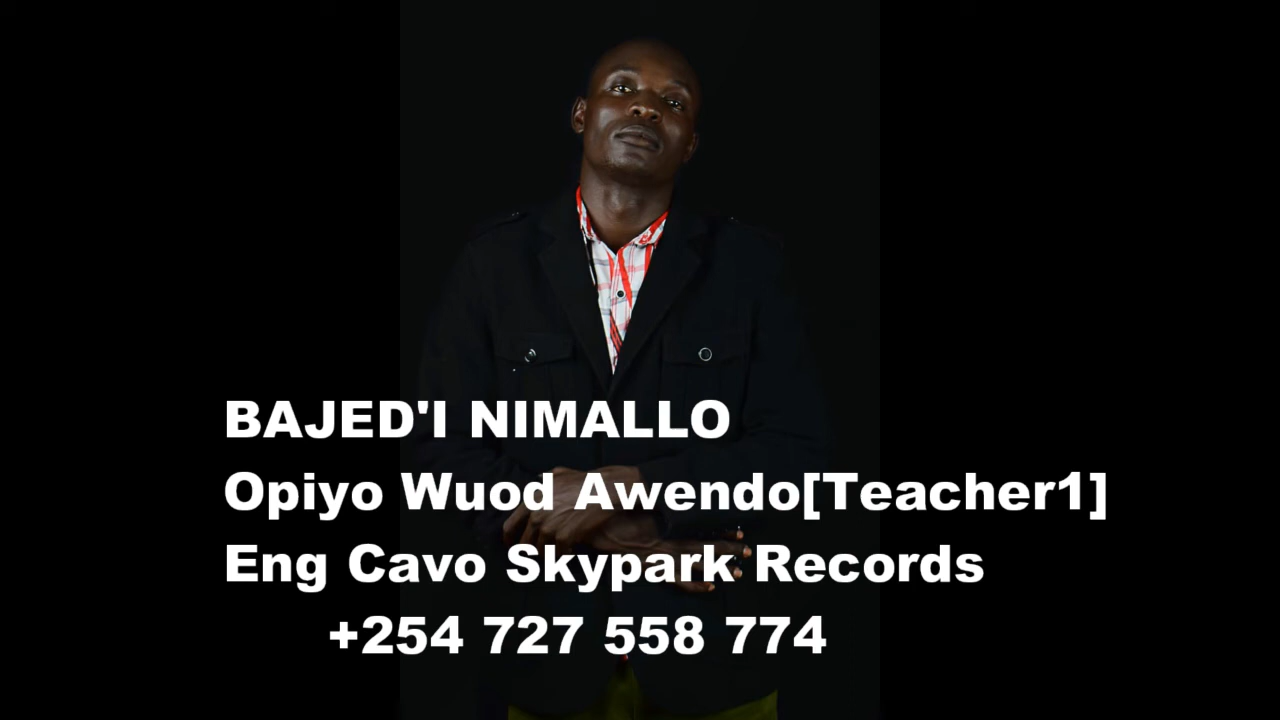 BAJED'I NIMALLO
Opiyo Wuod Awendo[Teacher1]
Eng Cavo Skypark Records
+254 727 558 774